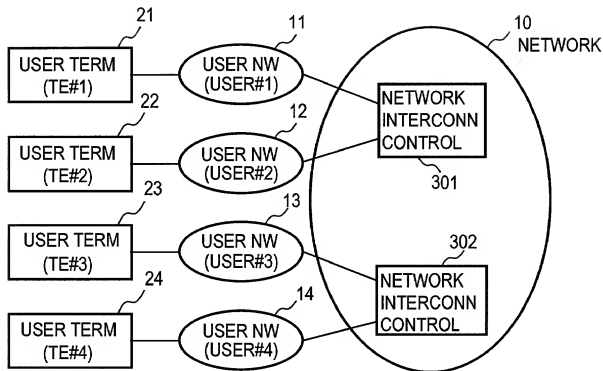 21
USER TERM
(TE#1)
11
USER NW
(USER#1)
10
NETWORK
NETWORK
INTERCONN
CONTROL
301
22
USER TERM
(TE#2)
12
USER NW
(USER#2)
23
USER TERM
(TE#3)
13
USER NW
(USER#3)
302
NETWORK
INTERCONN
CONTROL
24
USER TERM
(TE#4)
14
USER NW
(USER#4)